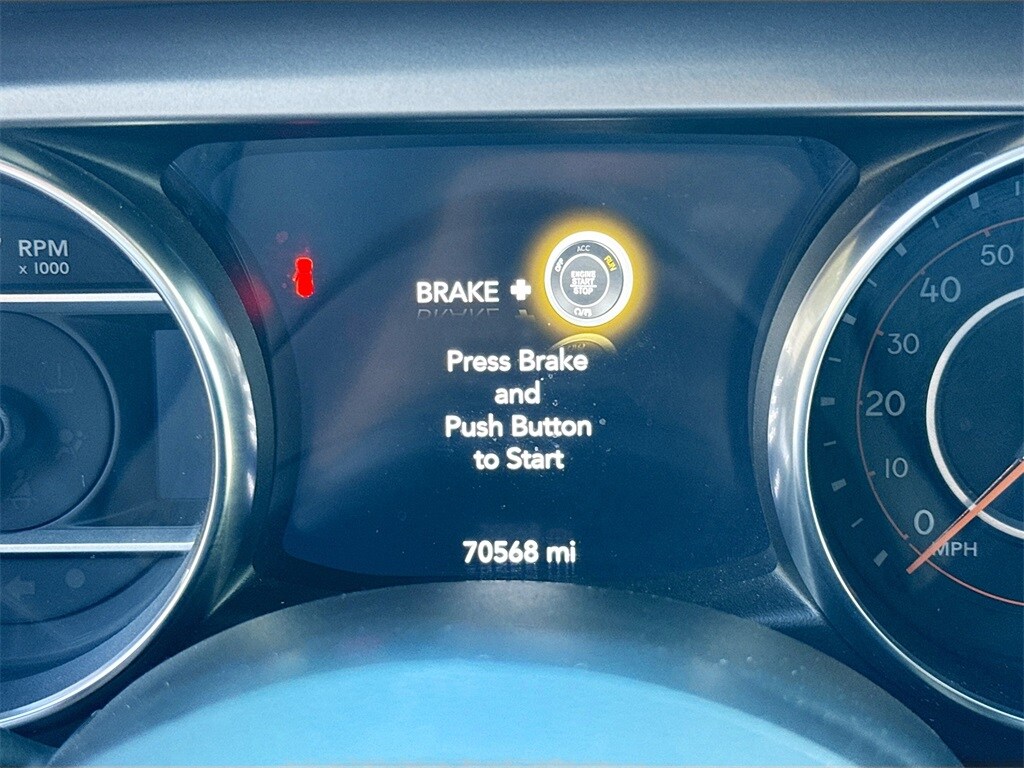 RPM
x 1000
BRAKE +
ACC
OFF
RUN
ENGINE
START
STOP
Press Brake
and
Push Button
to Start
70568 mi
50
40
30
20
10
0
MPH